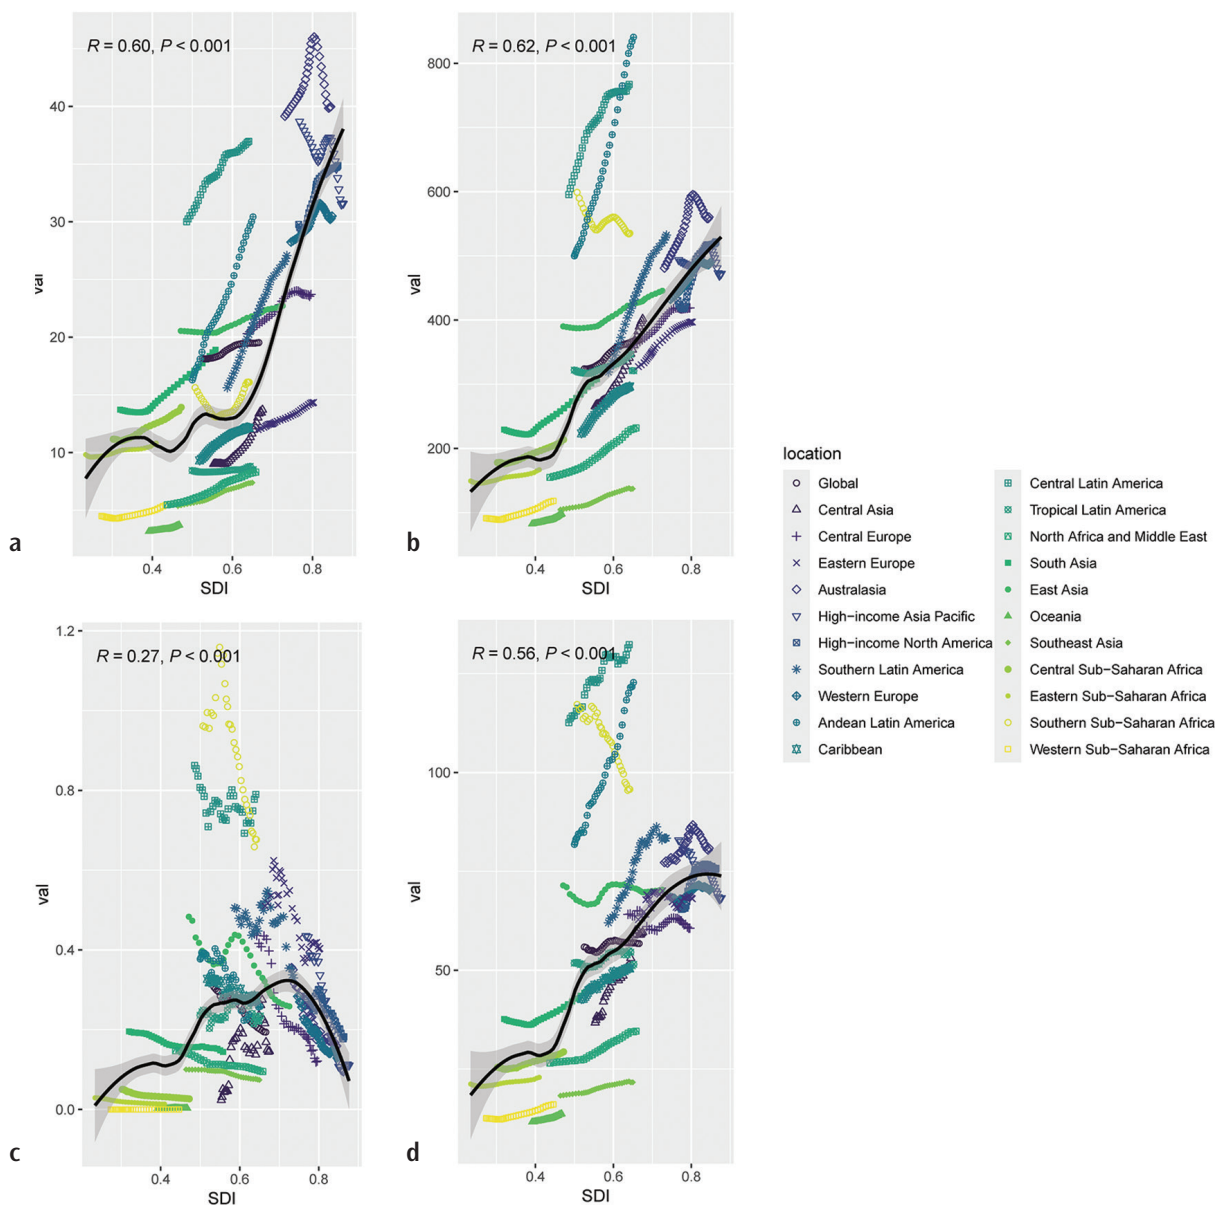 R = 0.60, P < 0.001
40
30
20
10
val
0.4 0.6 0.8
SDI
a
R = 0.62, P < 0.001
800
600
400
200
val
0.4 0.6 0.8
SDI
b
R = 0.27, P < 0.001
1.2
0.8
0.4
0.0
val
0.4 0.6 0.8
SDI
c
R = 0.56, P < 0.001
100
50
val
0.4 0.6 0.8
SDI
d
location
Global
Central Asia
Central Europe
Eastern Europe
Australasia
High-income Asia Pacific
High-income North America
Southern Latin America
Western Europe
Andean Latin America
Caribbean
Central Latin America
Tropical Latin America
North Africa and Middle East
South Asia
East Asia
Oceania
Southeast Asia
Central Sub-Saharan Africa
Eastern Sub-Saharan Africa
Southern Sub-Saharan Africa
Western Sub-Saharan Africa